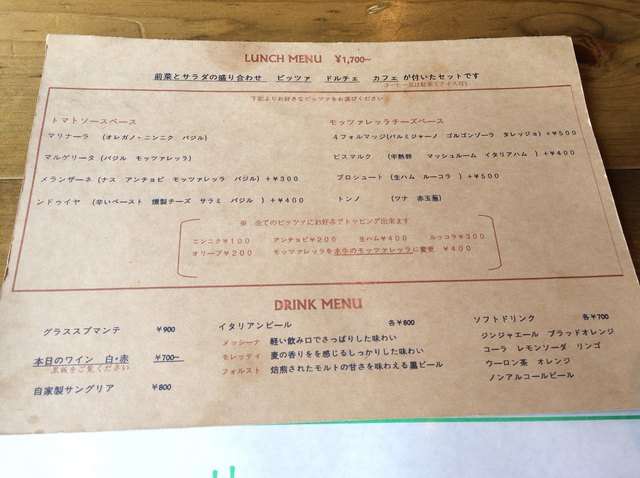 LUNCH MENU ¥1,700~
前菜とサラダの盛り合わせ ピッツァ ドルチェ カフェ が付いたセットです
コーヒー又は紅茶(アイス可)
下記よりお好きなピッツァをお選びください
トマトソースベース
マリナーラ (オレガノ・ニンニク バジル)
マルゲリータ (バジル モッツァレッラ)
メランザーネ (ナス アンチョビ モッツァレッラ バジル) +¥300
ンドゥイヤ (辛いペースト 燻製チーズ サラミ バジル ) +¥400
モッツァレッラチーズベース
4フォルマッジ(パルミジャーノ ゴルゴンゾーラ タレッジョ) +¥500
ビスマルク (半熟卵 マッシュルーム イタリアハム ) +¥400
プロシュート (生ハム ルーコラ ) +¥500
トンノ (ツナ 赤玉葱)
※ 全てのピッツァにお好みでトッピング出来ます
ニンニク¥100 アンチョビ¥200 生ハム¥400 ルッコラ¥300
オリーブ¥200 モッツァレッラを水牛のモッツァレッラに変更 ¥400
DRINK MENU
グラススプマンテ ¥900
本日のワイン 白・赤 ¥700~
黒板をご覧ください
自家製サングリア ¥800
イタリアンビール 各¥800
メッシーナ 軽い飲み口でさっぱりした味わい
モレッティ 麦の香りをを感じるしっかりした味わい
フォルスト 焙煎されたモルトの甘さを味わえる黒ビール
ソフトドリンク 各¥700
ジンジャエール ブラッドオレンジ
コーラ レモンソーダ リンゴ
ウーロン茶 オレンジ
ノンアルコールビール